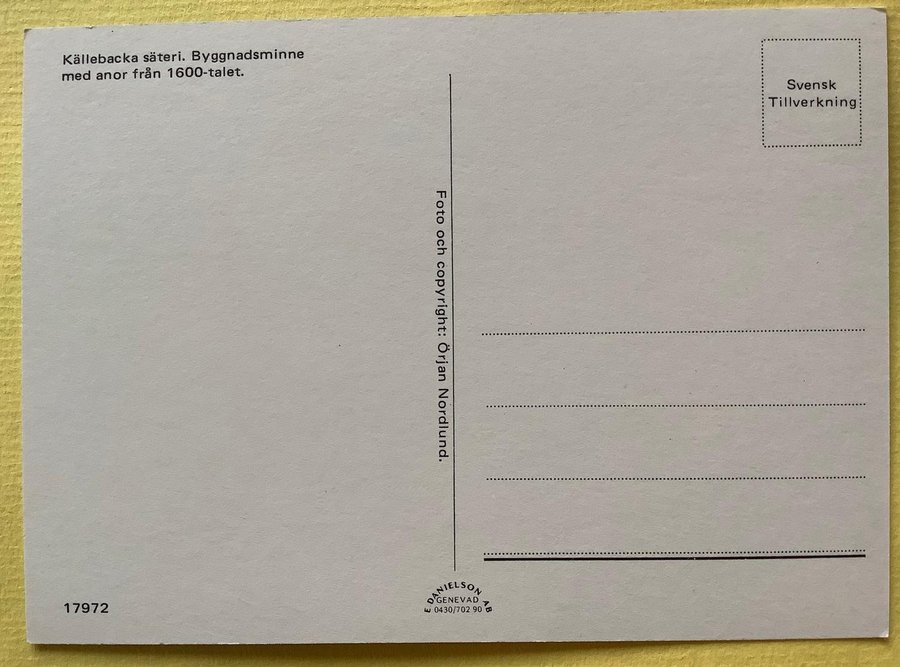 Källebacka säteri. Byggnadsminne
med anor från 1600-talet.
Svensk
Tillverkning
Foto och copyright: Örjan Nordlund.
17972
E DANIELSON AB
GENEVAD
0430/702 90